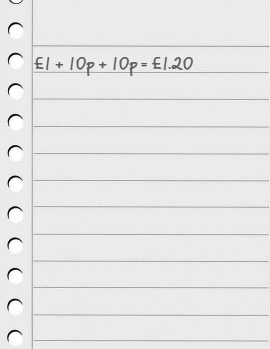 £1 + 10p + 10p = £1.20